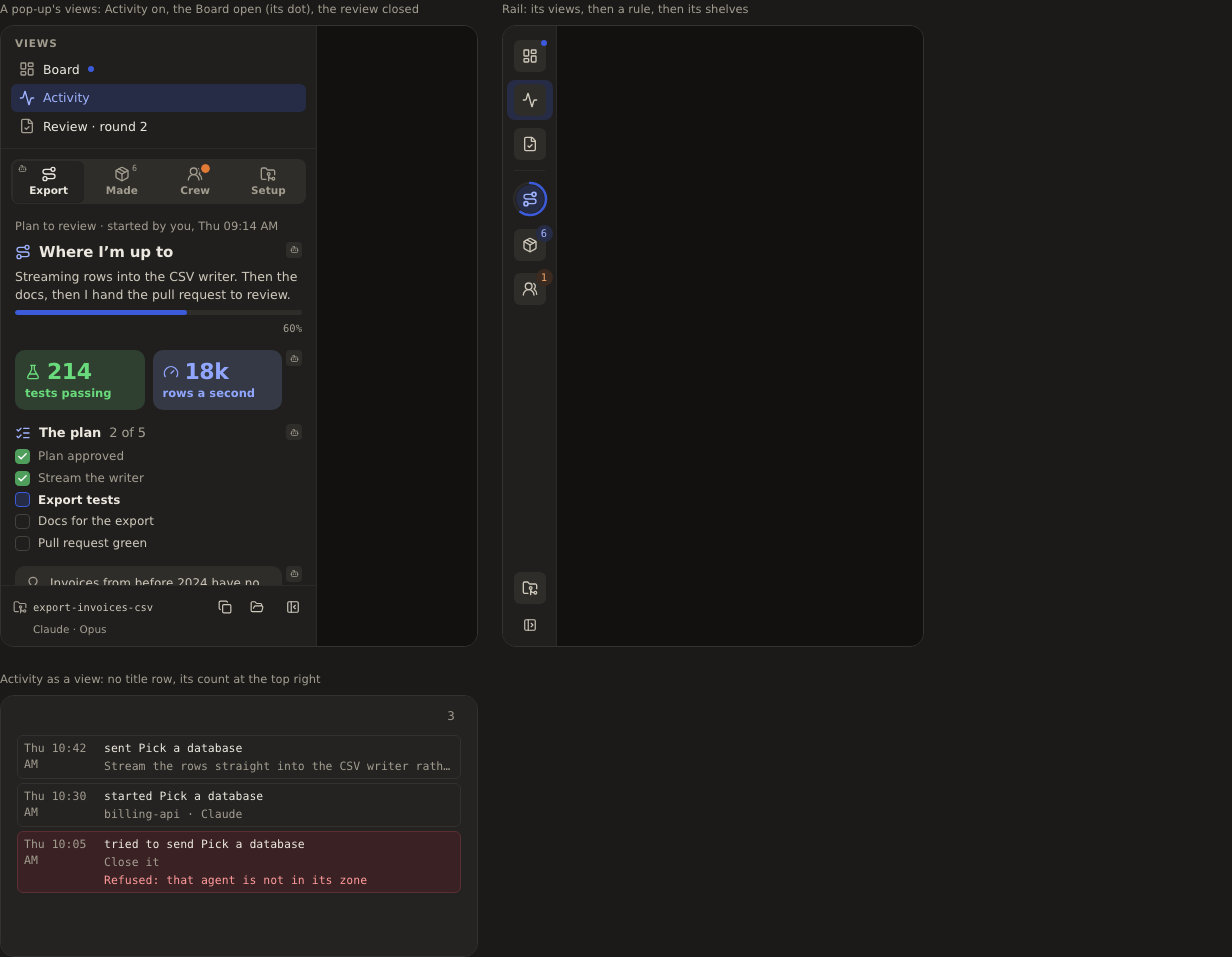 A pop-up's views: Activity on, the Board open (its dot), the review closed
VIEWS
Board
Activity
Review · round 2
Export
6
Made
Crew
Setup
Plan to review · started by you, Thu 09:14 AM
Where I’m up to
Streaming rows into the CSV writer. Then the
docs, then I hand the pull request to review.
60%
214
tests passing
18k
rows a second
The plan 2 of 5
Plan approved
Stream the writer
Export tests
Docs for the export
Pull request green
Invoices from before 2024 have no
export-invoices-csv
Claude · Opus
Rail: its views, then a rule, then its shelves
6
1
Activity as a view: no title row, its count at the top right
3
Thu 10:42 AM
sent Pick a database
Stream the rows straight into the CSV writer rath…
Thu 10:30 AM
started Pick a database
billing-api · Claude
Thu 10:05 AM
tried to send Pick a database
Close it
Refused: that agent is not in its zone